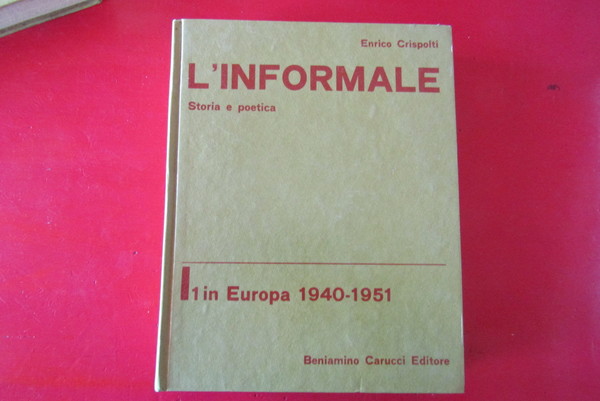 Enrico Crispolti
L'INFORMALE
Storia e poetica
I 1 in Europa 1940-1951
Beniamino Carucci Editore